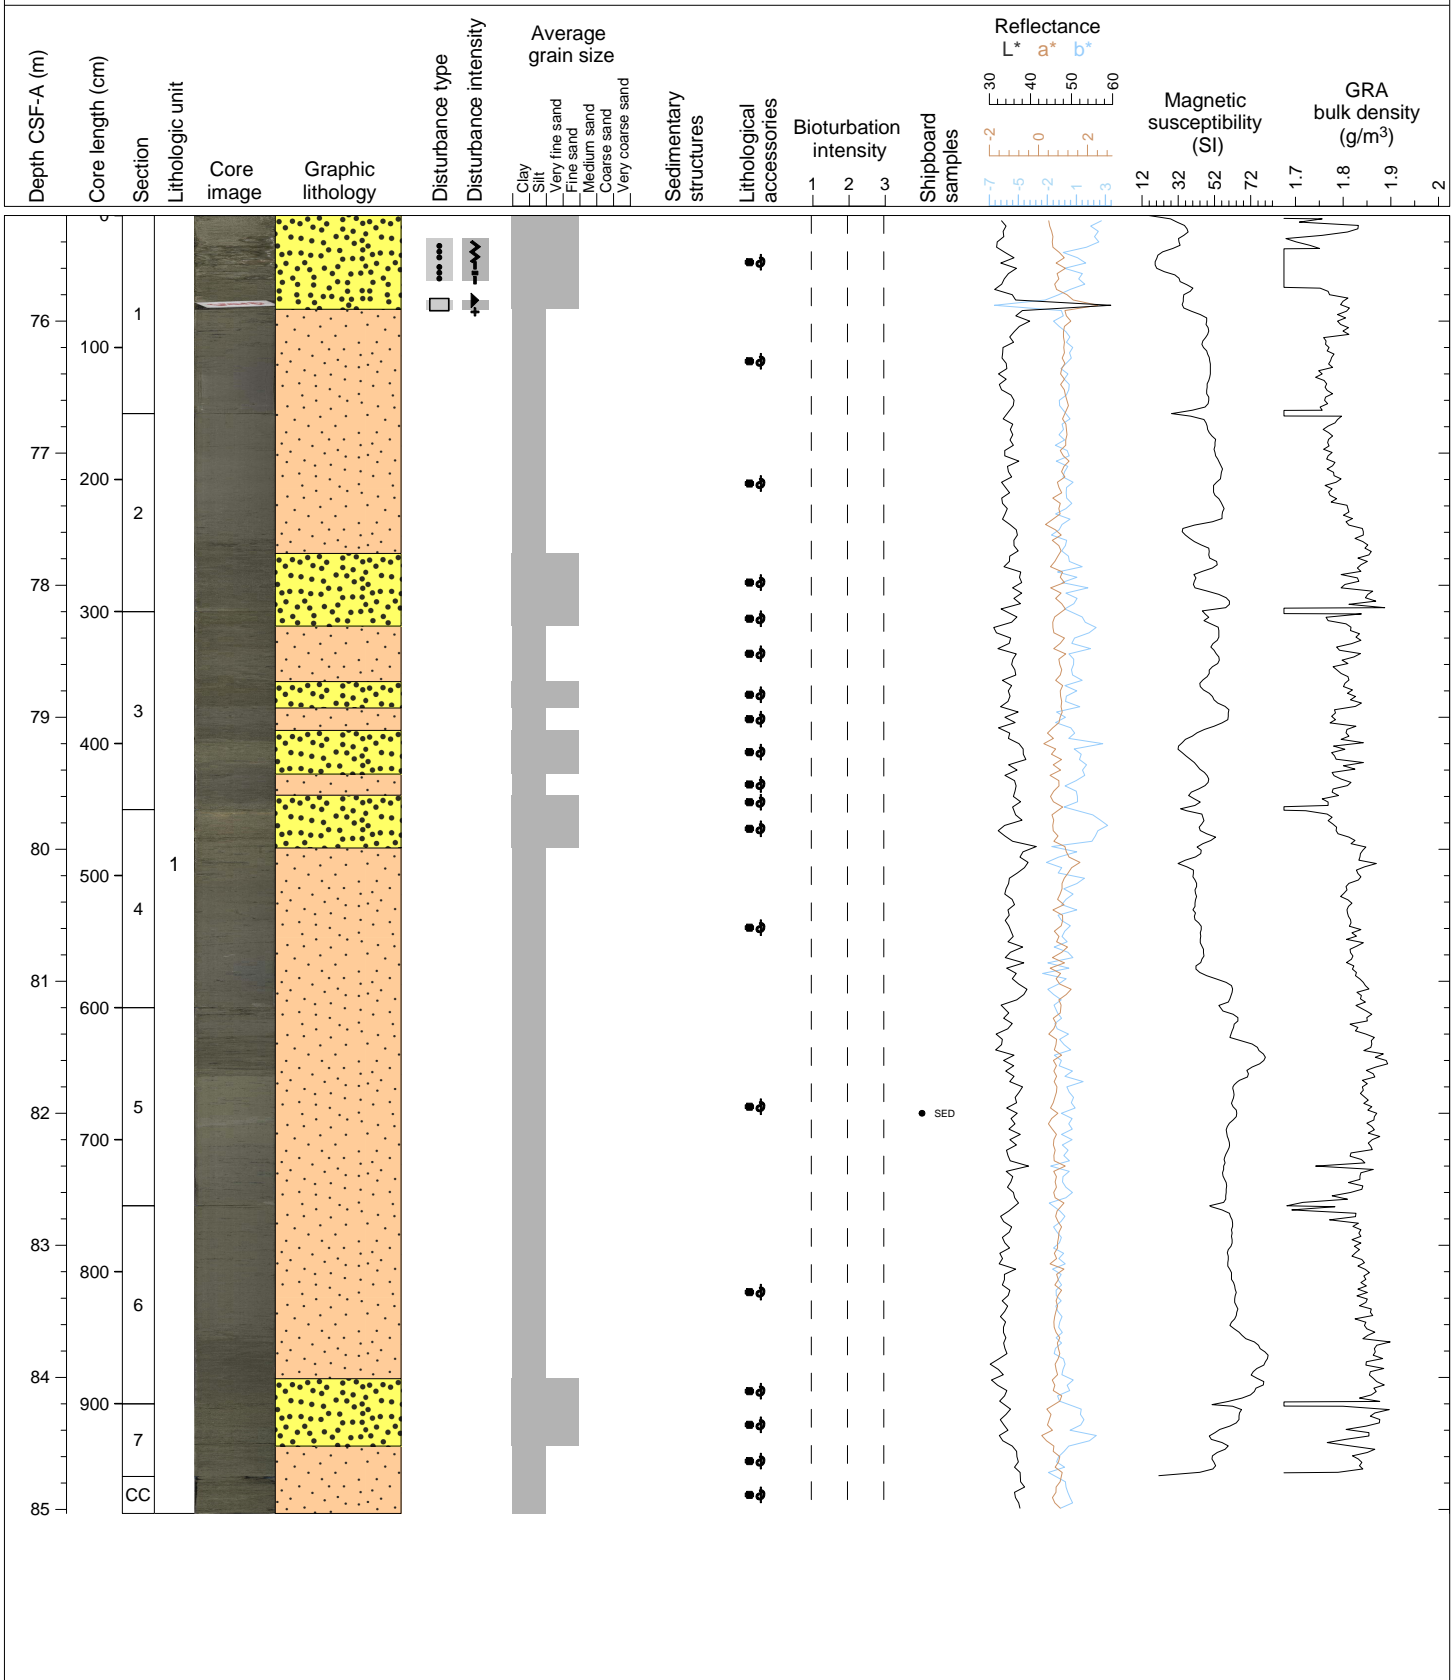 Depth CSF-A (m)
Core length (cm)
Section
Lithologic unit
Core
image
Graphic
lithology
Disturbance type
Disturbance intensity
Average
grain size
Clay
Silt
Very fine sand
Fine sand
Medium sand
Coarse sand
Very coarse sand
Sedimentary
structures
Lithological
accessories
Bioturbation
intensity
1 2 3
Shipboard
samples
Reflectance
L* a* b*
30 40 50 60
-2 0 2
-7 -5 -2 1 3
Magnetic
susceptibility
(SI)
12 32 52 72
GRA
bulk density
(g/m³)
1.7 1.8 1.9 2
0
1
76
100
77
200
2
78
300
3
79
400
80
1
500
4
81
600
5
82
SED
700
83
800
6
84
900
7
CC
85